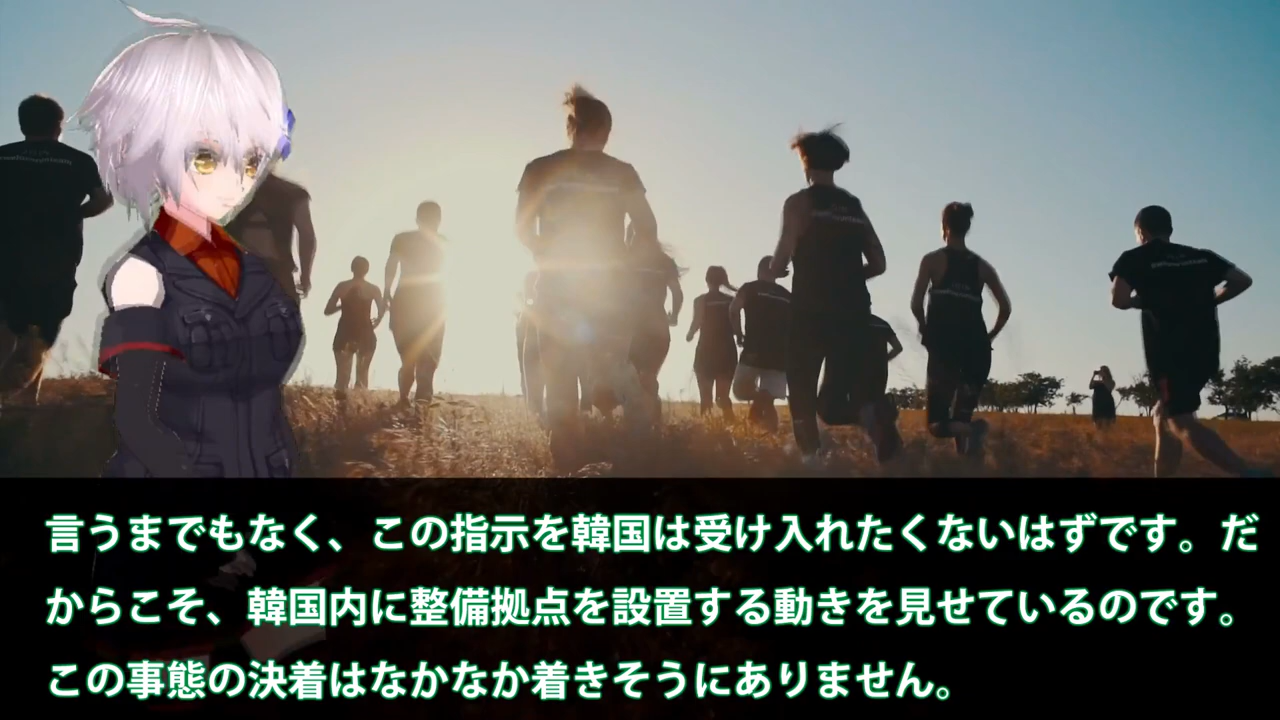 言うまでもなく、この指示を韓国は受け入れたくないはずです。だ
からこそ、韓国内に整備拠点を設置する動きを見せているのです。
この事態の決着はなかなか着きそうにありません。